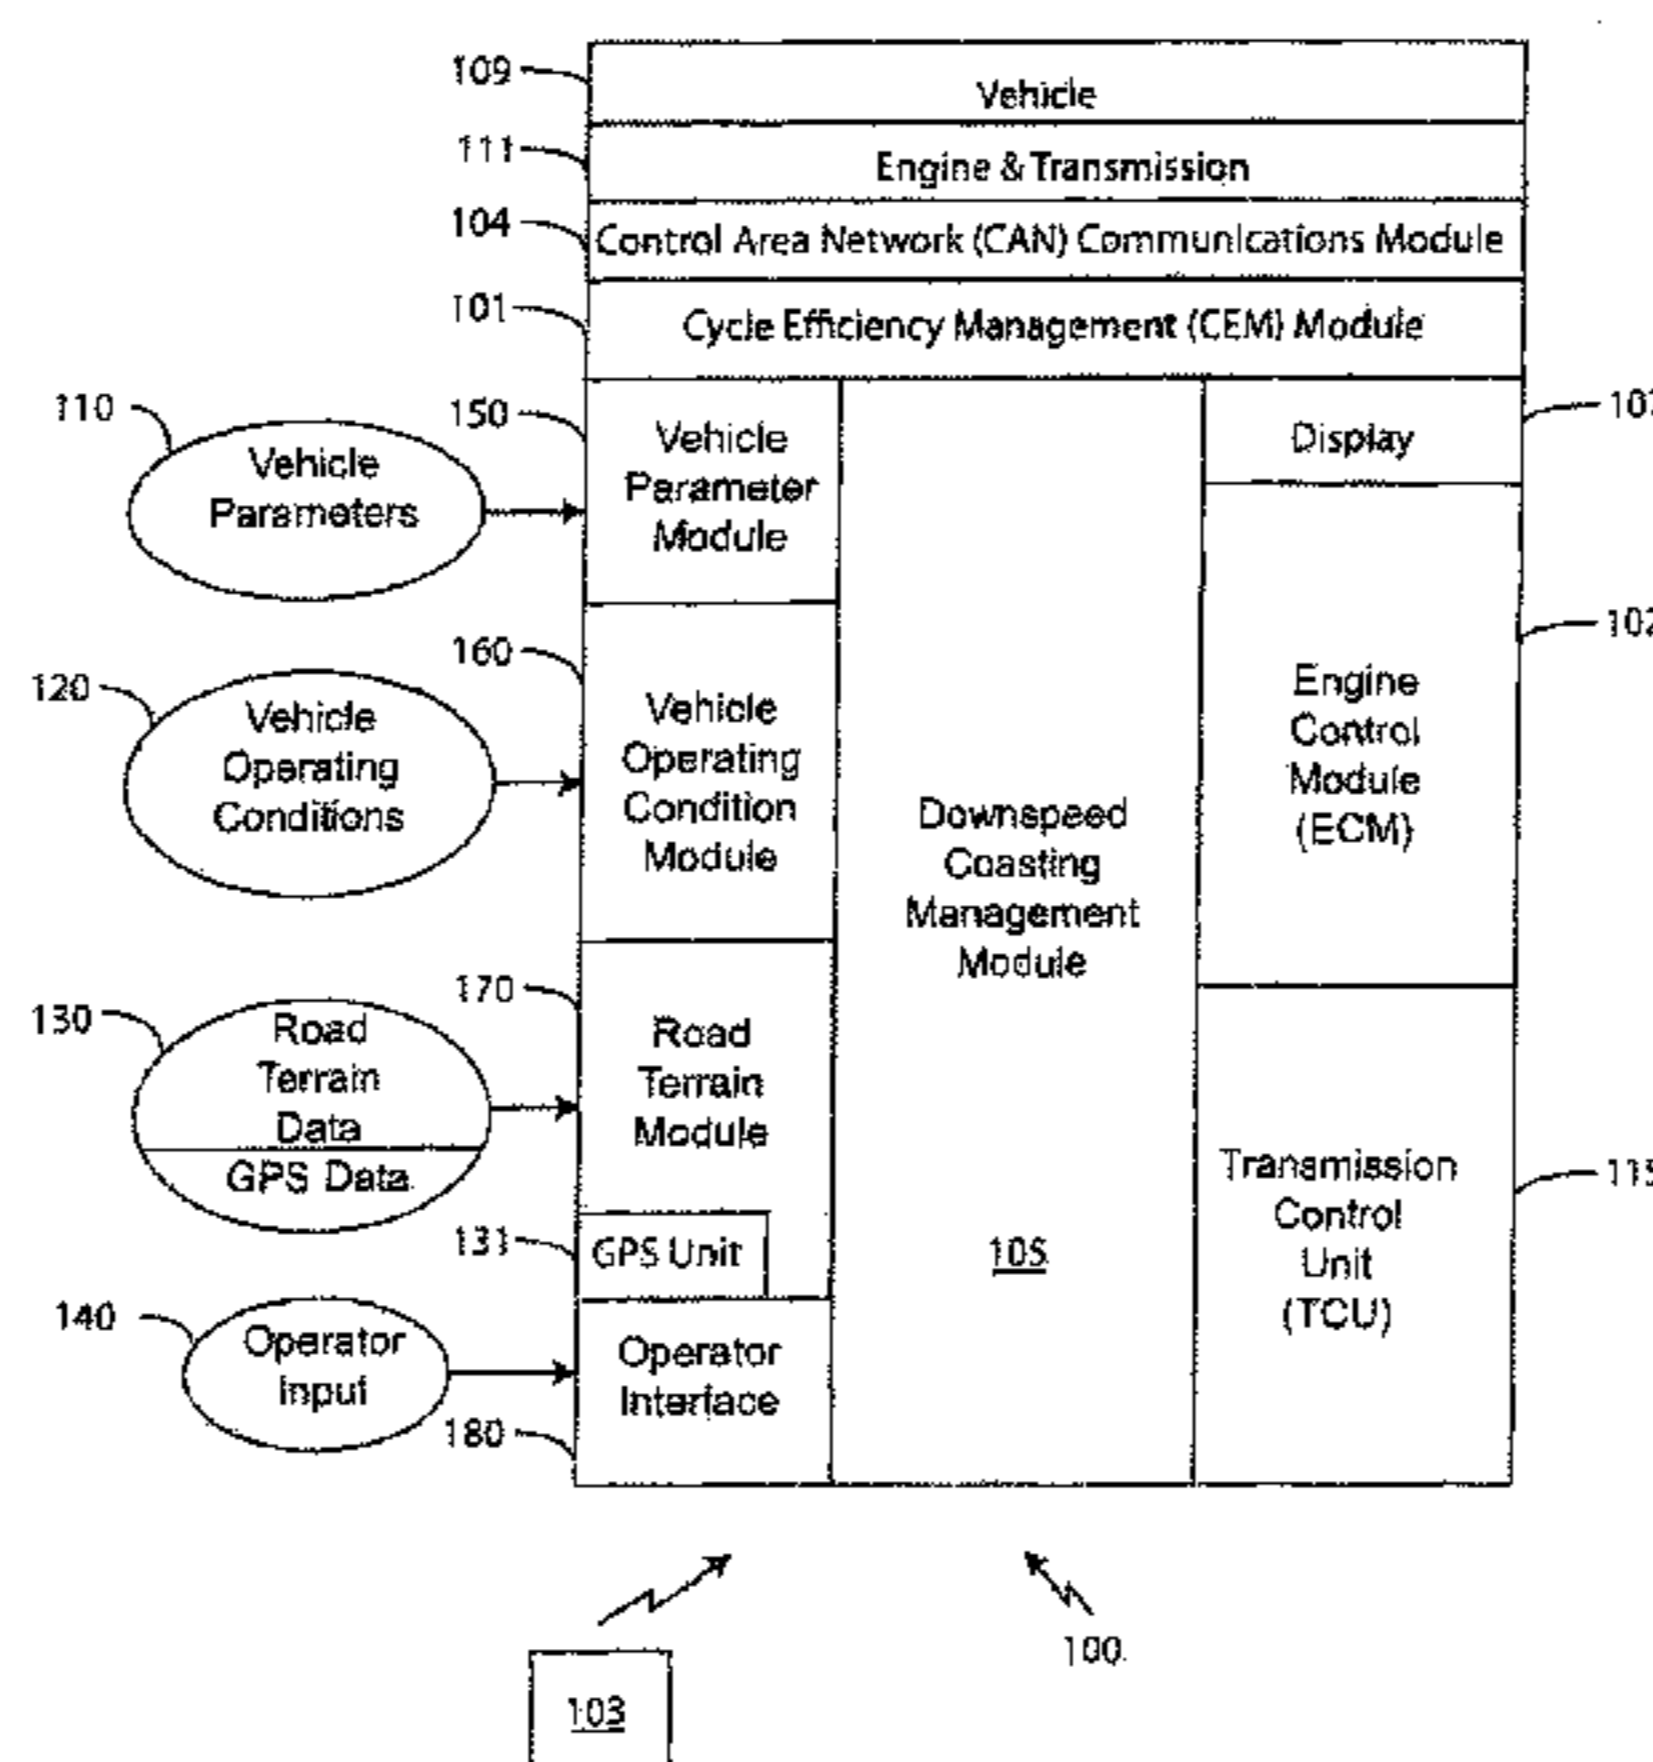 109
Vehicle
111
Engine & Transmission
104
Control Area Network (CAN) Communications Module
101
Cycle Efficiency Management (CEM) Module
110
Vehicle
Parameters
150
Vehicle
Parameter
Module
Display
120
Vehicle
Operating
Conditions
160
Vehicle
Operating
Condition
Module
Downspeed
Coasting
Management
Module
105
Engine
Control
Module
(ECM)
102
130
Road
Terrain
Data
GPS Data
170
Road
Terrain
Module
131
GPS Unit
Transmission
Control
Unit
(TCU)
115
140
Operator
Input
Operator
Interface
180
100
103